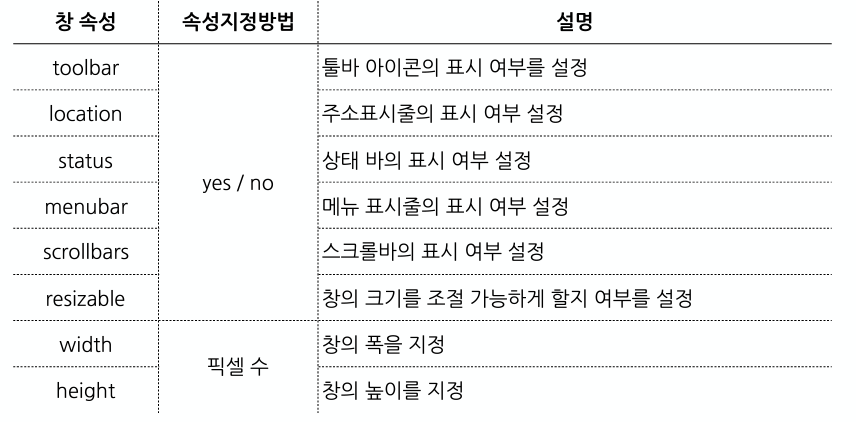 창 속성 속성지정방법 설명
toolbar 툴바 아이콘의 표시 여부를 설정
location 주소표시줄의 표시 여부 설정
status 상태 바의 표시 여부 설정
yes / no
menubar 메뉴 표시줄의 표시 여부 설정
scrollbars 스크롤바의 표시 여부 설정
resizable 창의 크기를 조절 가능하게 할지 여부를 설정
width 창의 폭을 지정
픽셀 수
height 창의 높이를 지정